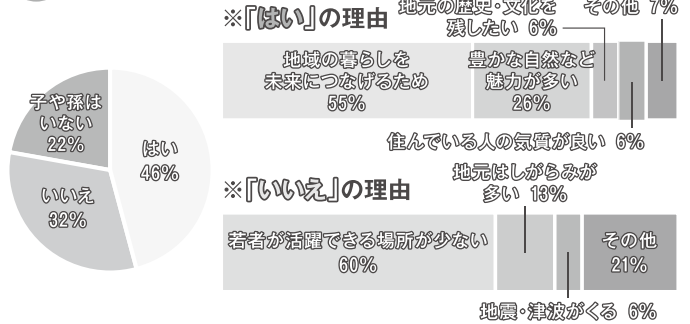 ※「はい」の理由
地元の歴史・文化を
残したい 6%
その他 7%
地域の暮らしを
未来につなげるため
55%
豊かな自然など
魅力が多い
26%
住んでいる人の気質が良い 6%
子や孫は
いない
22%
はい
46%
いいえ
32%
※「いいえ」の理由
地元はしがらみが
多い 13%
若者が活躍できる場所が少ない
60%
その他
21%
地震・津波がくる 6%